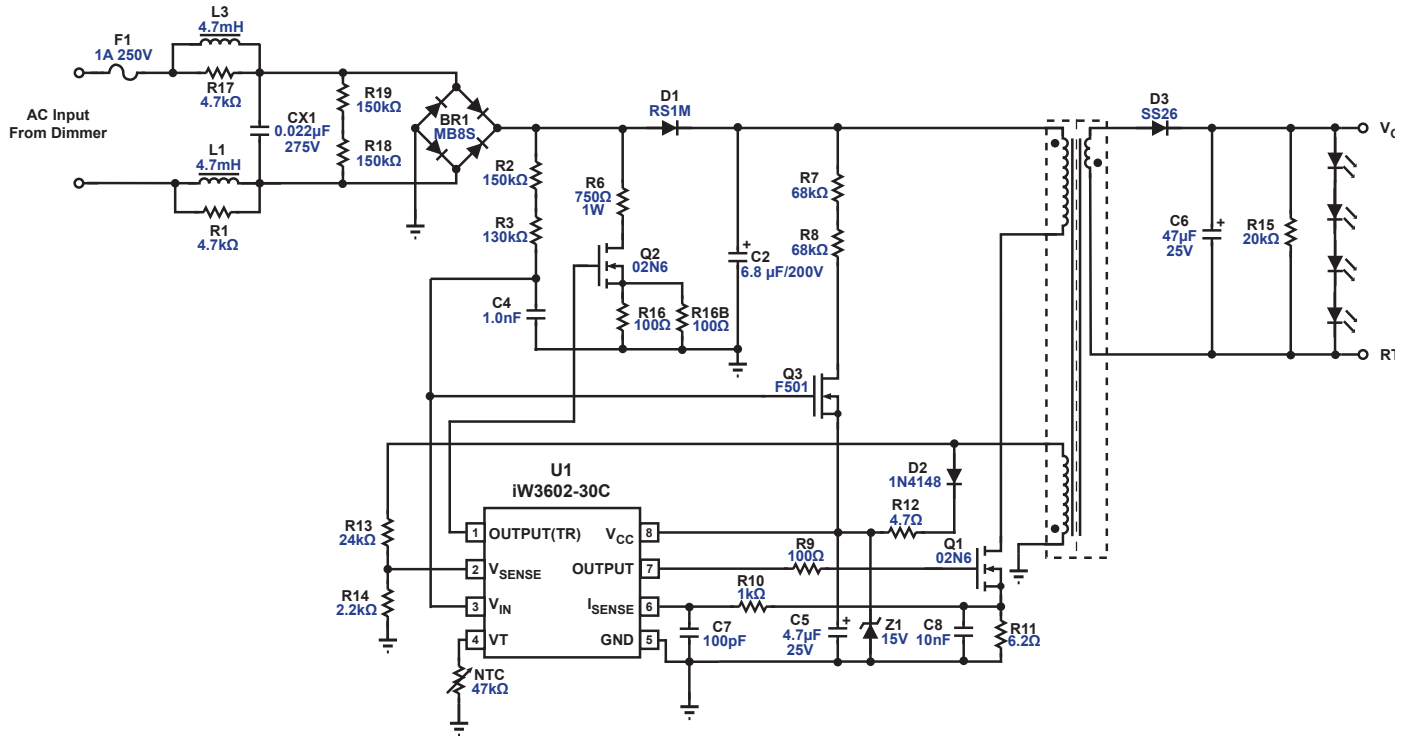 L3
4.7mH
F1
1A 250V
R17
4.7kΩ
AC Input
From Dimmer
CX1
0.022µF
275V
L1
4.7mH
R1
4.7kΩ
R19
150kΩ
R18
150kΩ
BR1
MB8S
R2
150kΩ
R3
130kΩ
C4
1.0nF
R6
750Ω
1W
Q2
02N6
R16
100Ω
R16B
100Ω
D1
RS1M
C2
6.8 µF/200V
R7
68kΩ
R8
68kΩ
Q3
F501
D3
SS26
C6
47µF
25V
R15
20kΩ
U1
iW3602-30C
1 OUTPUT(TR)
2 VSENSE
3 VIN
4 VT
VCC 8
OUTPUT 7
ISENSE 6
GND 5
R13
24kΩ
R14
2.2kΩ
NTC
47kΩ
D2
1N4148
R12
4.7Ω
R9
100Ω
Q1
02N6
R10
1kΩ
C7
100pF
C5
4.7µF
25V
Z1
15V
C8
10nF
R11
6.2Ω